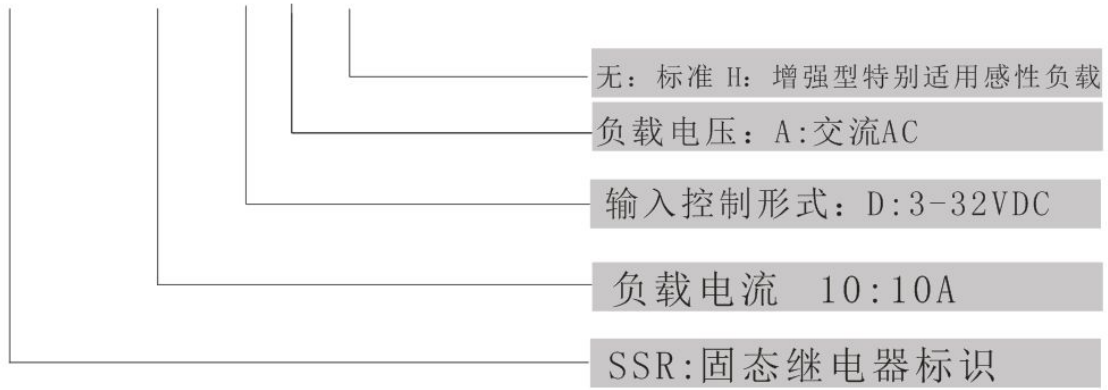 无：标准 H：增强型特别适用感性负载
负载电压：A:交流AC
输入控制形式：D:3-32VDC
负载电流 10:10A
SSR:固态继电器标识